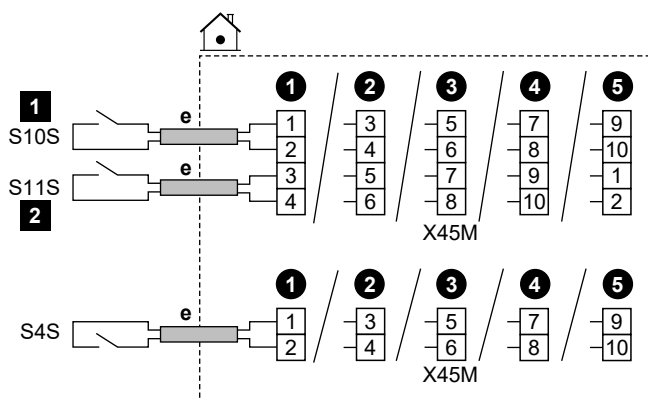 1 2 3 4 5
1
S10S
e
1 3 5 7 9
2 4 6 8 10
S11S
e
3 5 7 9 1
4 6 8 10 2
2
X45M
1 2 3 4 5
S4S
e
1 3 5 7 9
2 4 6 8 10
X45M